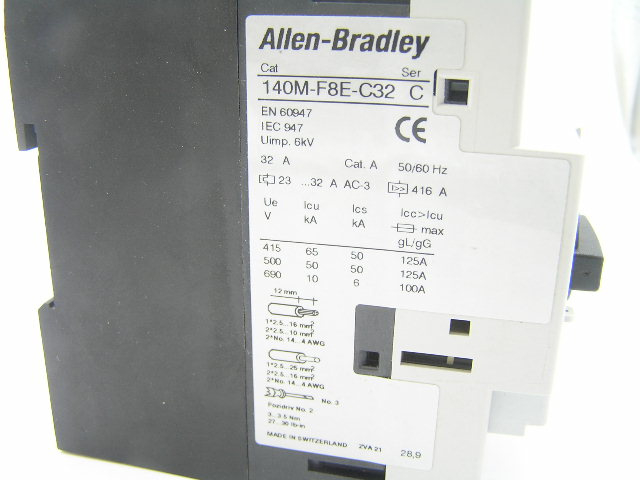 Allen-Bradley
Cat Ser
140M-F8E-C32 C
EN 60947
IEC 947
Uimp. 6kV
CE
32 A Cat. A 50/60 Hz
23 ...32 A AC-3 I>> 416 A
Ue Icu Ics Icc>Icu
V kA kA max
gL/gG
415 65 50 125A
500 50 50 125A
690 10 6 100A
12 mm
1*2.5...16 mm²
2*2.5...10 mm²
2*No. 14...4 AWG
1*2.5...25 mm²
2*2.5...16 mm²
2*No. 14...4 AWG
No. 3
Pozidriv No. 2
3...3.5 Nm
27...30 lb-in
MADE IN SWITZERLAND 2VA 21 28,9